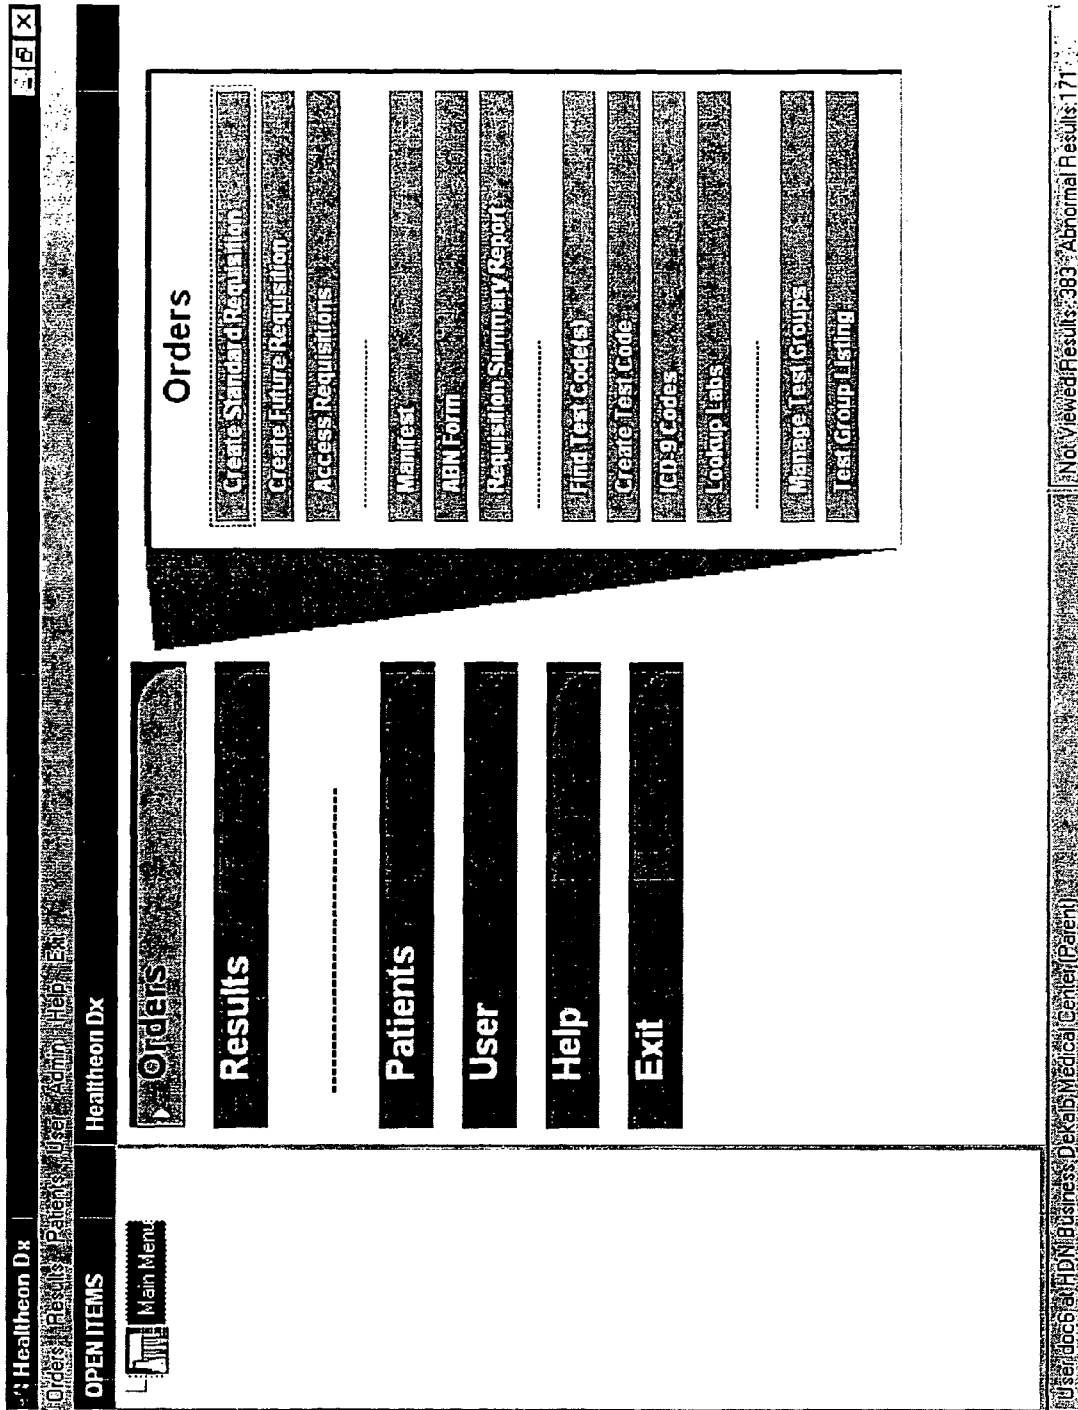 Healtheon Dx
Orders Results Patients User Admin Help Exit
OPEN ITEMS
Healtheon Dx
Main Menu
Orders
Results
Patients
User
Help
Exit
Orders
Create Standard Requisition
Create Future Requisition
Access Requisitions
Manifest
ABN Form
Requisition Summary Report
Find Test Code(s)
Create Test Code
ICD-9 Codes
Lookup Labs
Manage Test Groups
Test Group Listing
User:doc6 at HDN Business Dekalb Medical Center (Parent)
Not Viewed Results:383 Abnormal Results:171